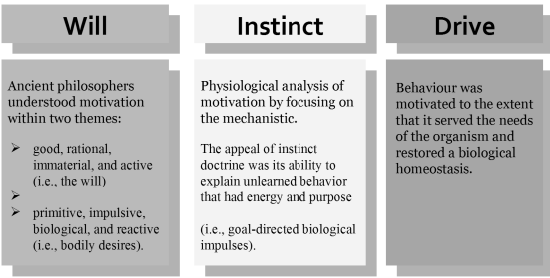 Will
Ancient philosophers
understood motivation
within two themes:
➢ good, rational,
immaterial, and active
(i.e., the will)
➢
➢ primitive, impulsive,
biological, and reactive
(i.e., bodily desires).
Instinct
Physiological analysis of
motivation by focusing on
the mechanistic.
The appeal of instinct
doctrine was its ability to
explain unlearned behavior
that had energy and purpose
(i.e., goal-directed biological
impulses).
Drive
Behaviour was
motivated to the extent
that it served the needs
of the organism and
restored a biological
homeostasis.